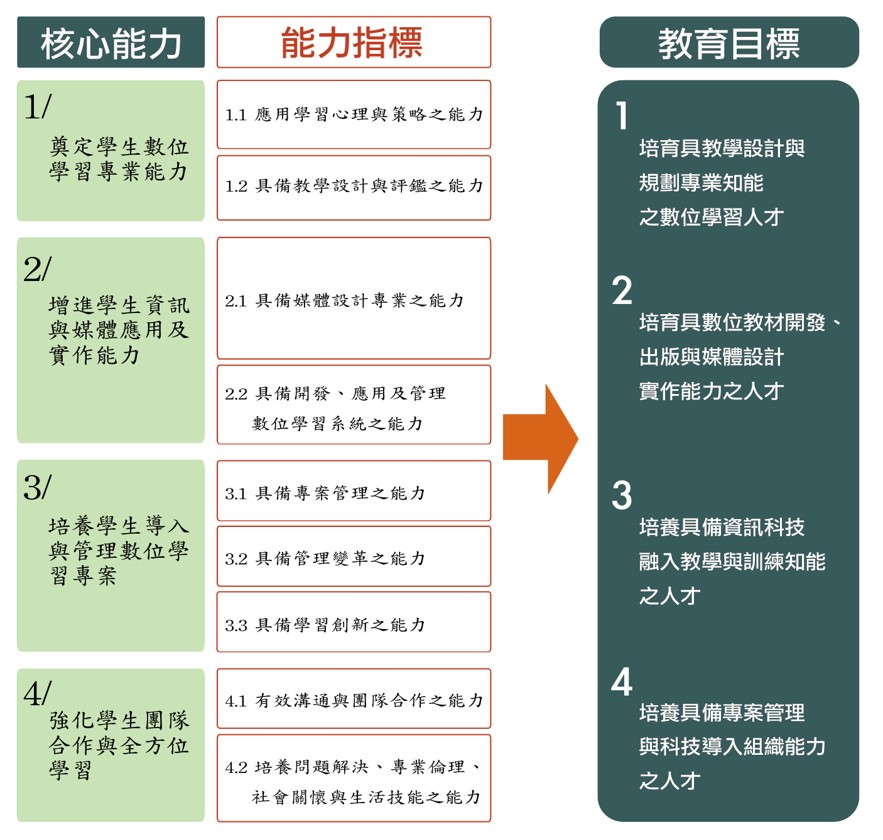 核心能力
能力指標
教育目標
1/
奠定學生數位
學習專業能力
1.1 應用學習心理與策略之能力
1.2 具備教學設計與評鑑之能力
2/
增進學生資訊
與媒體應用及
實作能力
2.1 具備媒體設計專業之能力
2.2 具備開發、應用及管理
數位學習系統之能力
3/
培養學生導入
與管理數位學
習專案
3.1 具備專案管理之能力
3.2 具備管理變革之能力
3.3 具備學習創新之能力
4/
強化學生團隊
合作與全方位
學習
4.1 有效溝通與團隊合作之能力
4.2 培養問題解決、專業倫理、
社會關懷與生活技能之能力
1
培育具教學設計與
規劃專業知能
之數位學習人才
2
培育具數位教材開發、
出版與媒體設計
實作能力之人才
3
培養具備資訊科技
融入教學與訓練知能
之人才
4
培養具備專案管理
與科技導入組織能力
之人才